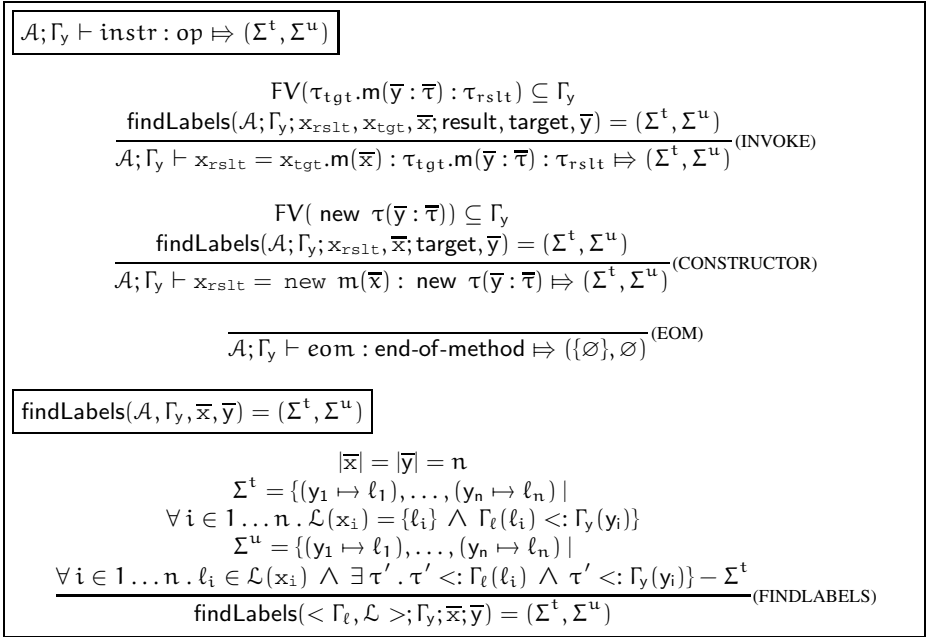 𝒜; Γ_y ⊢ instr : op ⤇ (Σ^t, Σ^u)
FV(τ_tgt.m(y̅ : τ̅) : τ_rslt) ⊆ Γ_y
findLabels(𝒜; Γ_y; x_rslt, x_tgt, x̅; result, target, y̅) = (Σ^t, Σ^u)
𝒜; Γ_y ⊢ x_rslt = x_tgt.m(x̅) : τ_tgt.m(y̅ : τ̅) : τ_rslt ⤇ (Σ^t, Σ^u) (INVOKE)
FV( new τ(y̅ : τ̅)) ⊆ Γ_y
findLabels(𝒜; Γ_y; x_rslt, x̅; target, y̅) = (Σ^t, Σ^u)
𝒜; Γ_y ⊢ x_rslt = new m(x̅) : new τ(y̅ : τ̅) ⤇ (Σ^t, Σ^u) (CONSTRUCTOR)
𝒜; Γ_y ⊢ eom : end-of-method ⤇ ({∅}, ∅) (EOM)
findLabels(𝒜, Γ_y, x̅, y̅) = (Σ^t, Σ^u)
|x̅| = |y̅| = n
Σ^t = {(y_1 ↦ ℓ_1), . . . , (y_n ↦ ℓ_n) |
∀ i ∈ 1 . . . n . ℒ(x_i) = {ℓ_i} ∧ Γ_ℓ(ℓ_i) <: Γ_y(y_i)}
Σ^u = {(y_1 ↦ ℓ_1), . . . , (y_n ↦ ℓ_n) |
∀ i ∈ 1 . . . n . ℓ_i ∈ ℒ(x_i) ∧ ∃ τ′ . τ′ <: Γ_ℓ(ℓ_i) ∧ τ′ <: Γ_y(y_i)} − Σ^t
findLabels(< Γ_ℓ, ℒ >; Γ_y; x̅; y̅) = (Σ^t, Σ^u) (FINDLABELS)